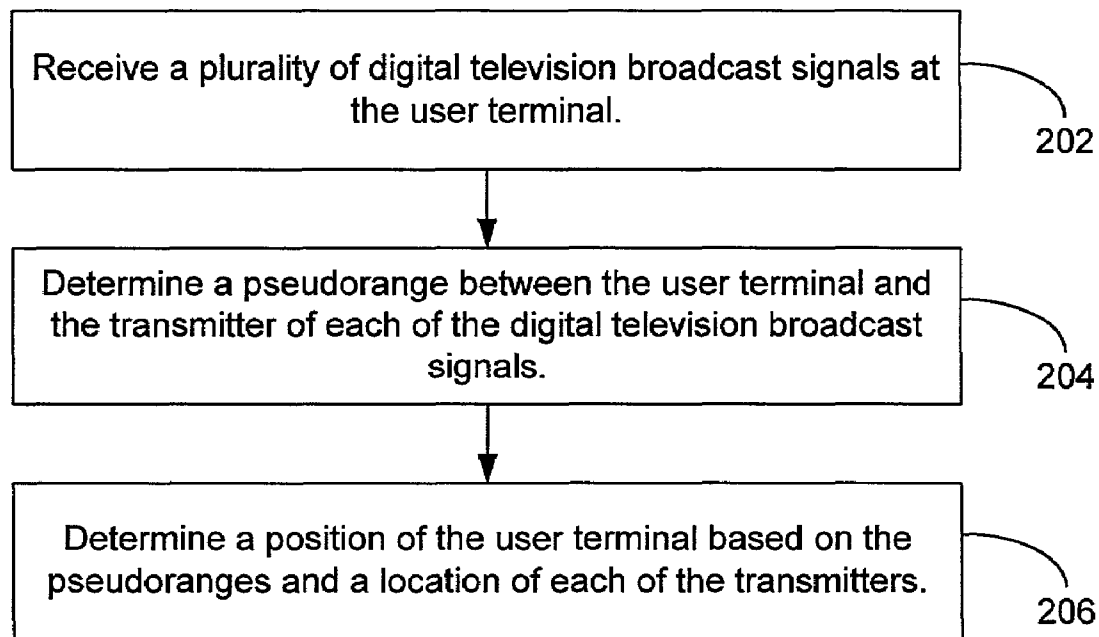 Receive a plurality of digital television broadcast signals at
the user terminal.
202
Determine a pseudorange between the user terminal and
the transmitter of each of the digital television broadcast
signals.
204
Determine a position of the user terminal based on the
pseudoranges and a location of each of the transmitters.
206